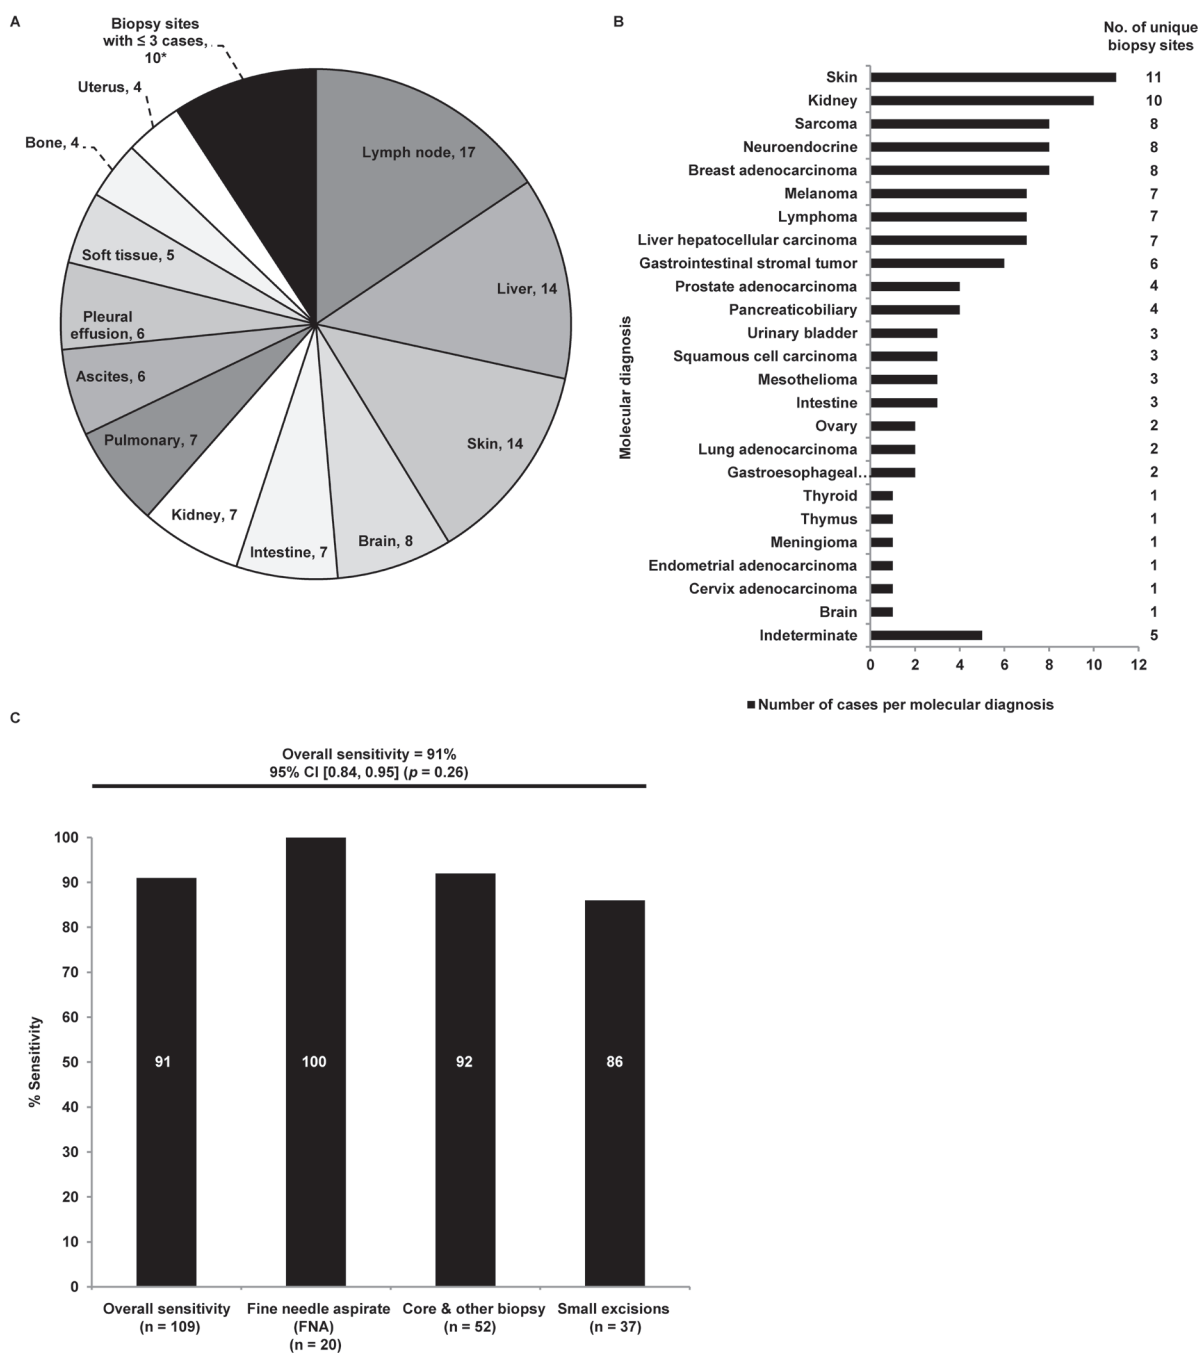 A
Biopsy sites
with ≤ 3 cases,
10*
Uterus, 4
Bone, 4
Lymph node, 17
Liver, 14
Soft tissue, 5
Pleural
effusion, 6
Ascites, 6
Skin, 14
Pulmonary, 7
Kidney, 7
Intestine, 7
Brain, 8
B
No. of unique
biopsy sites
Molecular diagnosis
Skin 11
Kidney 10
Sarcoma 8
Neuroendocrine 8
Breast adenocarcinoma 8
Melanoma 7
Lymphoma 7
Liver hepatocellular carcinoma 7
Gastrointestinal stromal tumor 6
Prostate adenocarcinoma 4
Pancreaticobiliary 4
Urinary bladder 3
Squamous cell carcinoma 3
Mesothelioma 3
Intestine 3
Ovary 2
Lung adenocarcinoma 2
Gastroesophageal… 2
Thyroid 1
Thymus 1
Meningioma 1
Endometrial adenocarcinoma 1
Cervix adenocarcinoma 1
Brain 1
Indeterminate 5
0 2 4 6 8 10 12
Number of cases per molecular diagnosis
C
Overall sensitivity = 91%
95% CI [0.84, 0.95] (p = 0.26)
% Sensitivity
100
90
80
70
60
50
40
30
20
10
0
91 100 92 86
Overall sensitivity
(n = 109)
Fine needle aspirate
(FNA)
(n = 20)
Core & other biopsy
(n = 52)
Small excisions
(n = 37)